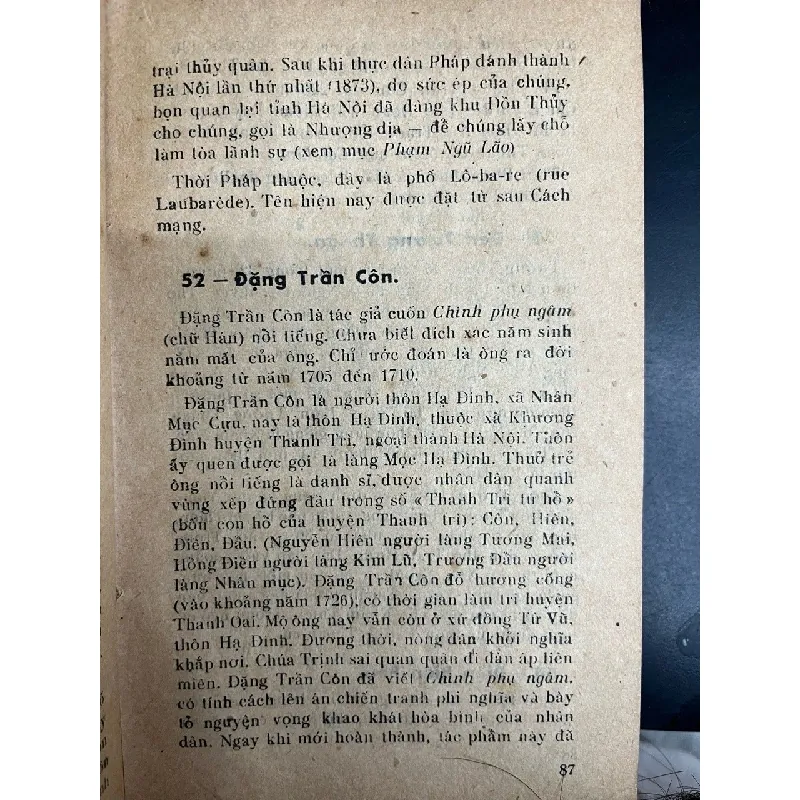 trại thủy quân. Sau khi thực dân Pháp đánh thành
Hà Nội lần thứ nhất (1873), do sức ép của chúng,
bọn quan lại tỉnh Hà Nội đã dâng khu Đồn Thủy
cho chúng, gọi là Nhượng địa — để chúng lấy chỗ
làm tòa lãnh sự (xem mục Phạm Ngũ Lão)
Thời Pháp thuộc, đây là phố Lô-ba-re (rue
Laubarède). Tên hiện nay được đặt từ sau Cách
mạng.
52 — Đặng Trần Côn.
Đặng Trần Côn là tác giả cuốn Chinh phụ ngâm
(chữ Hán) nổi tiếng. Chưa biết đích xác năm sinh
năm mất của ông. Chỉ ước đoán là ông ra đời
khoảng từ năm 1705 đến 1710.
Đặng Trần Côn là người thôn Hạ Đình, xã Nhân
Mục Cựu, nay là thôn Hạ Đình, thuộc xã Khương
Đình huyện Thanh Trì, ngoại thành Hà Nội. Thôn
ấy quen được gọi là làng Mọc Hạ Đình. Thuở trẻ
ông nổi tiếng là danh sĩ, được nhân dân quanh
vùng xếp đứng đầu trong số «Thanh Trì tứ hổ»
(bốn con hổ của huyện Thanh trì): Côn, Hiên,
Điền, Đẩu. (Nguyễn Hiên người làng Tương Mai,
Hồng Điền người làng Kim Lũ, Trương Đẩu người
làng Nhân mục). Đặng Trần Côn đỗ hương cống
(vào khoảng năm 1726), có thời gian làm tri huyện
Thanh Oai. Mộ ông nay vẫn còn ở xứ đồng Tứ Vũ,
thôn Hạ Đình. Đương thời, nông dân khởi nghĩa
khắp nơi. Chúa Trịnh sai quan quân đi đàn áp liên
miên. Đặng Trần Côn đã viết Chinh phụ ngâm,
có tính cách lên án chiến tranh phi nghĩa và bày
tỏ nguyện vọng khao khát hòa bình của nhân
dân. Ngay khi mới hoàn thành, tác phẩm này đã
87